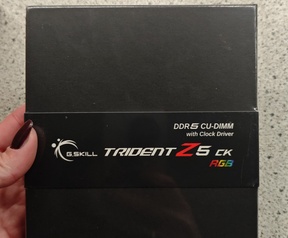 DDR5 CU-DIMM
with Clock Driver
G.SKILL TRIDENT Z5 CK
RGB